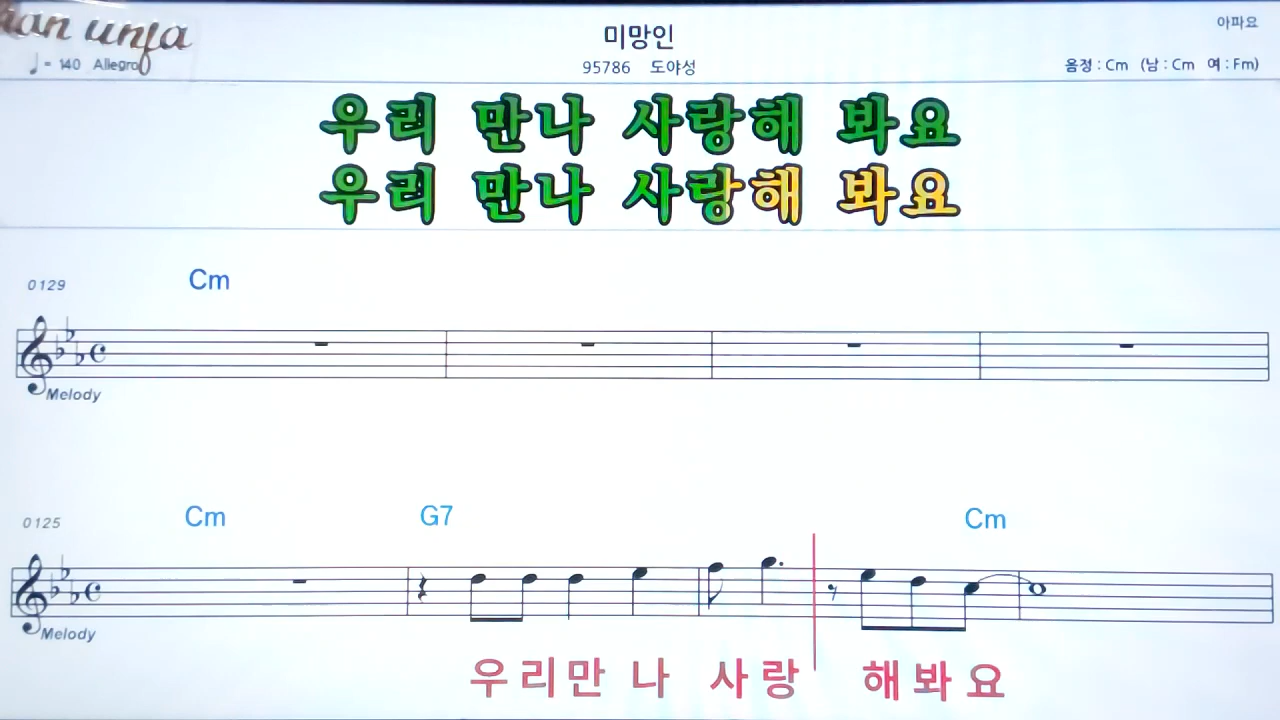 아파요
미망인
♩= 140 Allegro
95786 도야성
음정 : Cm (남 : Cm 여 : Fm)
우리 만나 사랑해 봐요
우리 만나 사랑해 봐요
0129 Cm
Melody
0125 Cm G7 Cm
Melody
우리만 나 사랑 해봐요